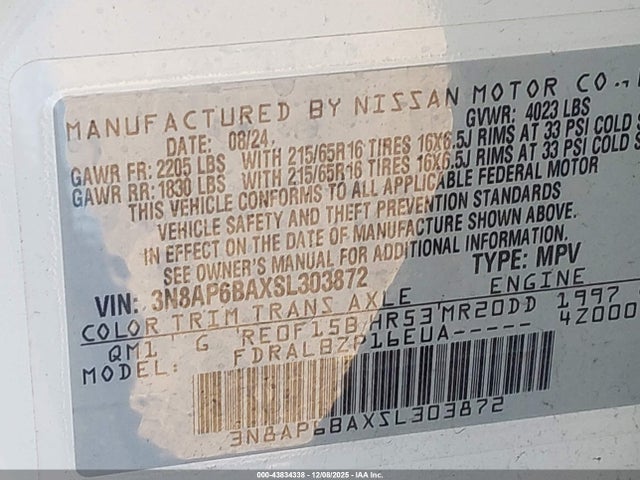 MANUFACTURED BY NISSAN MOTOR CO.,
DATE: 08/24, GVWR: 4023 LBS
GAWR FR: 2205 LBS WITH 215/65R16 TIRES 16X6.5J RIMS AT 33 PSI COLD
GAWR RR: 1830 LBS WITH 215/65R16 TIRES 16X6.5J RIMS AT 33 PSI COLD S
THIS VEHICLE CONFORMS TO ALL APPLICABLE FEDERAL MOTOR
VEHICLE SAFETY AND THEFT PREVENTION STANDARDS
IN EFFECT ON THE DATE OF MANUFACTURE SHOWN ABOVE.
SEE OWNER'S MANUAL FOR ADDITIONAL INFORMATION.
VIN: 3N8AP6BAXSL303872 TYPE: MPV
COLOR TRIM TRANS AXLE ENGINE
QM1 G RE0F15B HR53 MR20DD 1997
MODEL: FDRALBZP16EUA----- 4Z000
3N8AP6BAXSL303872
000-43834338 - 12/08/2025 - IAA Inc.